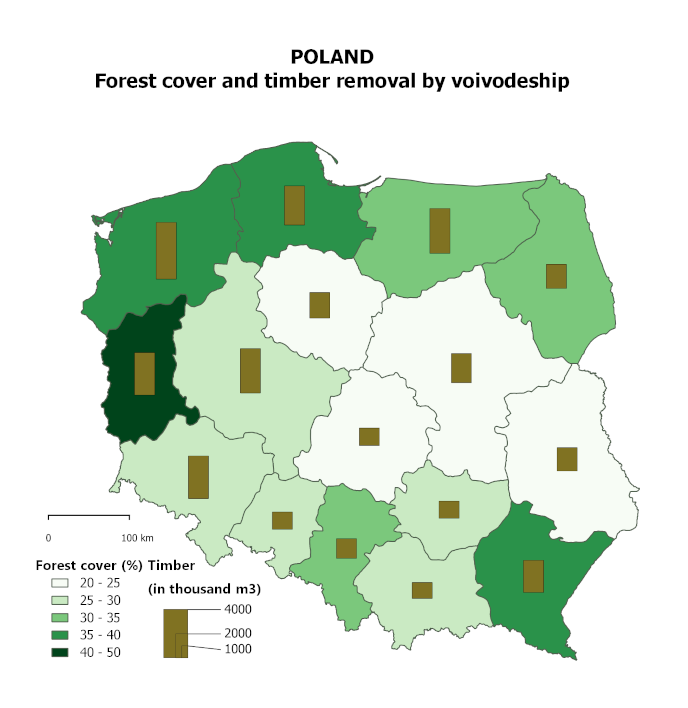 POLAND
Forest cover and timber removal by voivodeship
0 100 km
Forest cover (%) Timber
(in thousand m3)
20 - 25
25 - 30
30 - 35
35 - 40
40 - 50
4000
2000
1000